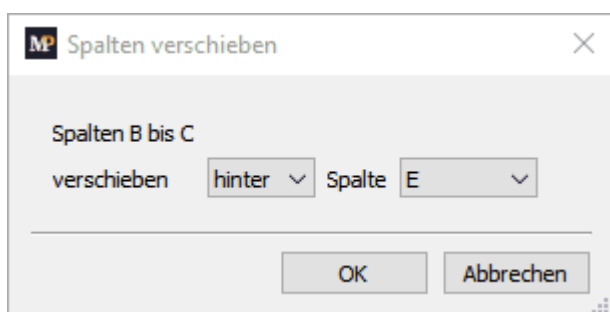 MP Spalten verschieben
Spalten B bis C
verschieben hinter Spalte E
OK Abbrechen